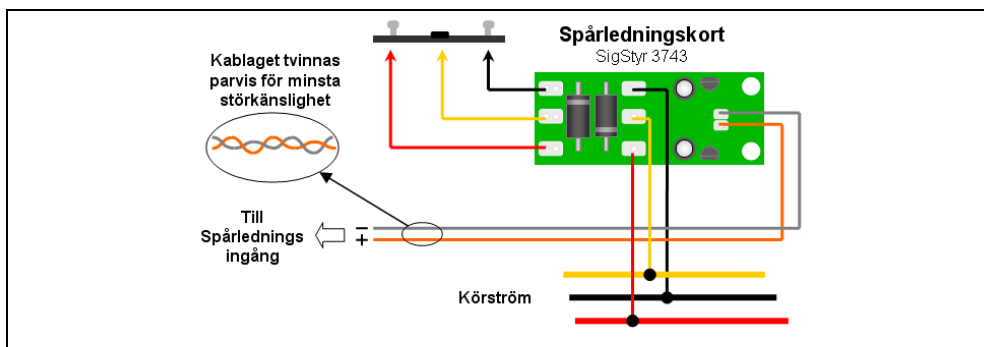 Spårledningskort
SigStyr 3743
Kablaget tvinnas
parvis för minsta
störkänslighet
Till
Spårlednings
ingång
–
+
Körström